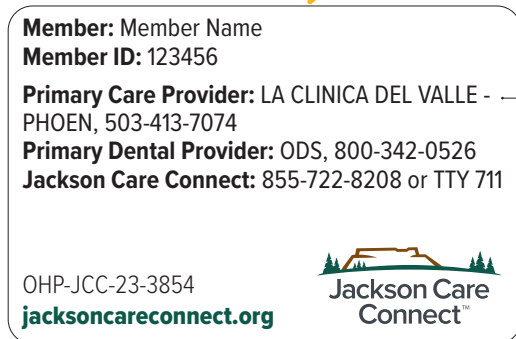 Member: Member Name
Member ID: 123456
Primary Care Provider: LA CLINICA DEL VALLE -
PHOEN, 503-413-7074
Primary Dental Provider: ODS, 800-342-0526
Jackson Care Connect: 855-722-8208 or TTY 711
OHP-JCC-23-3854
jacksoncareconnect.org
Jackson Care
Connect™